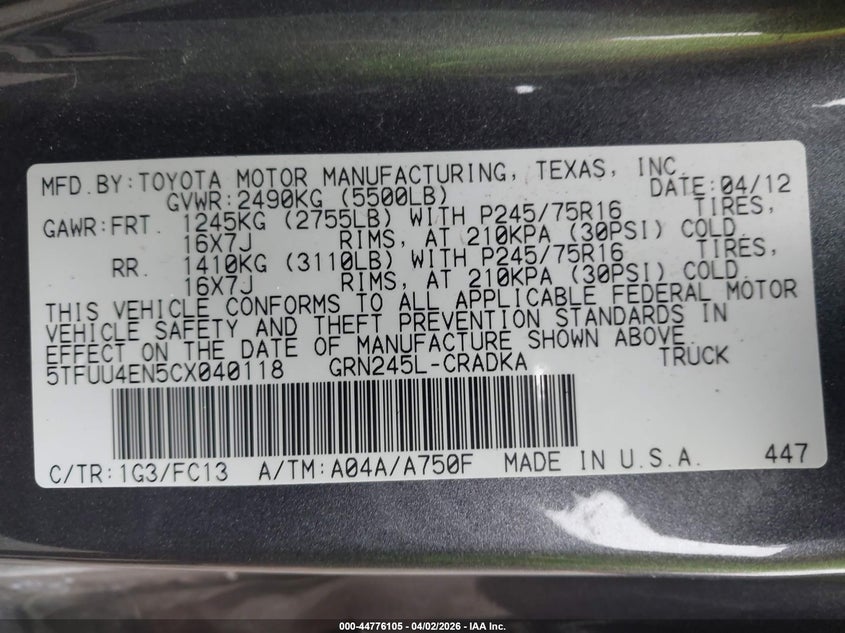 MFD.BY:TOYOTA MOTOR MANUFACTURING, TEXAS, INC.
GVWR:2490KG (5500LB) DATE:04/12
GAWR:FRT. 1245KG (2755LB) WITH P245/75R16 TIRES,
16X7J RIMS, AT 210KPA (30PSI) COLD.
RR. 1410KG (3110LB) WITH P245/75R16 TIRES,
16X7J RIMS, AT 210KPA (30PSI) COLD.
THIS VEHICLE CONFORMS TO ALL APPLICABLE FEDERAL MOTOR
VEHICLE SAFETY AND THEFT PREVENTION STANDARDS IN
EFFECT ON THE DATE OF MANUFACTURE SHOWN ABOVE.
5TFUU4EN5CX040118 GRN245L-CRADKA TRUCK
C/TR:1G3/FC13 A/TM:A04A/A750F MADE IN U.S.A. 447
000-44776105 - 04/02/2026 - IAA Inc.